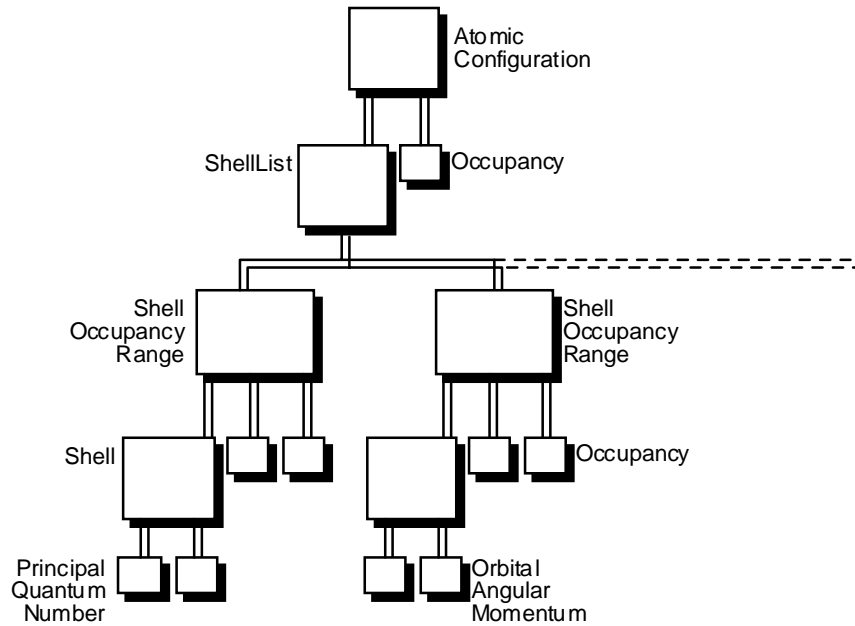 Atomic
Configuration
ShellList
Occupancy
Shell
Occupancy
Range
Shell
Occupancy
Range
Shell
Occupancy
Principal
Quantum
Number
Orbital
Angular
Momentum